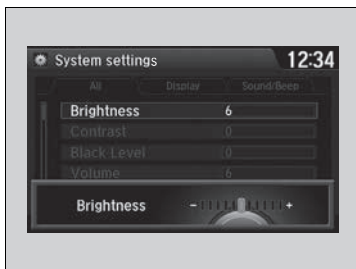 System settings 12:34
All Display Sound/Beep
Brightness 6
Contrast 0
Black Level 0
Volume 6
Brightness - +